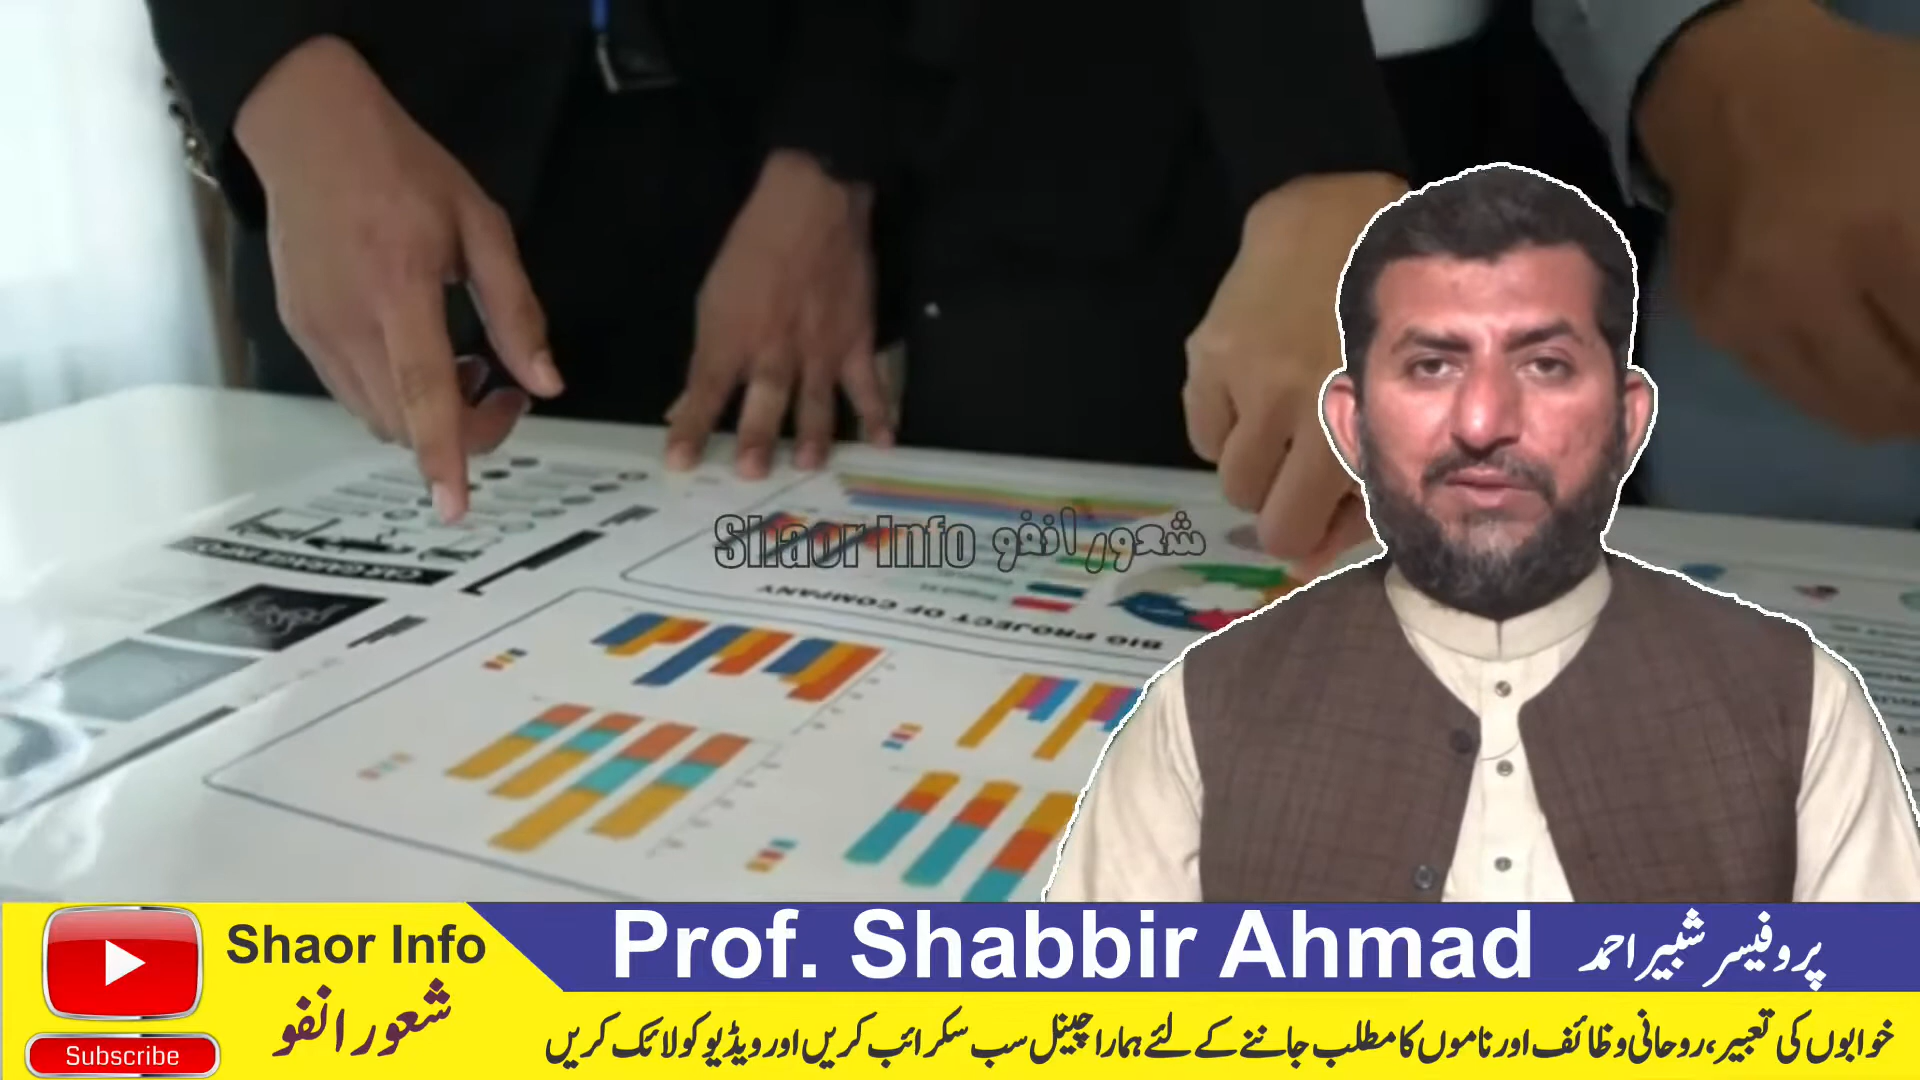 Shaor Info شعور انفو
BIG PROJECT OF COMPANY
Shaor Info
شعور انفو
Subscribe
Prof. Shabbir Ahmad پروفیسر شبیر احمد
خوابوں کی تعبیر، روحانی وظائف اور ناموں کا مطلب جاننے کے لئے ہمارا چینل سب سکرائب کریں اور ویڈیو کو لائک کریں